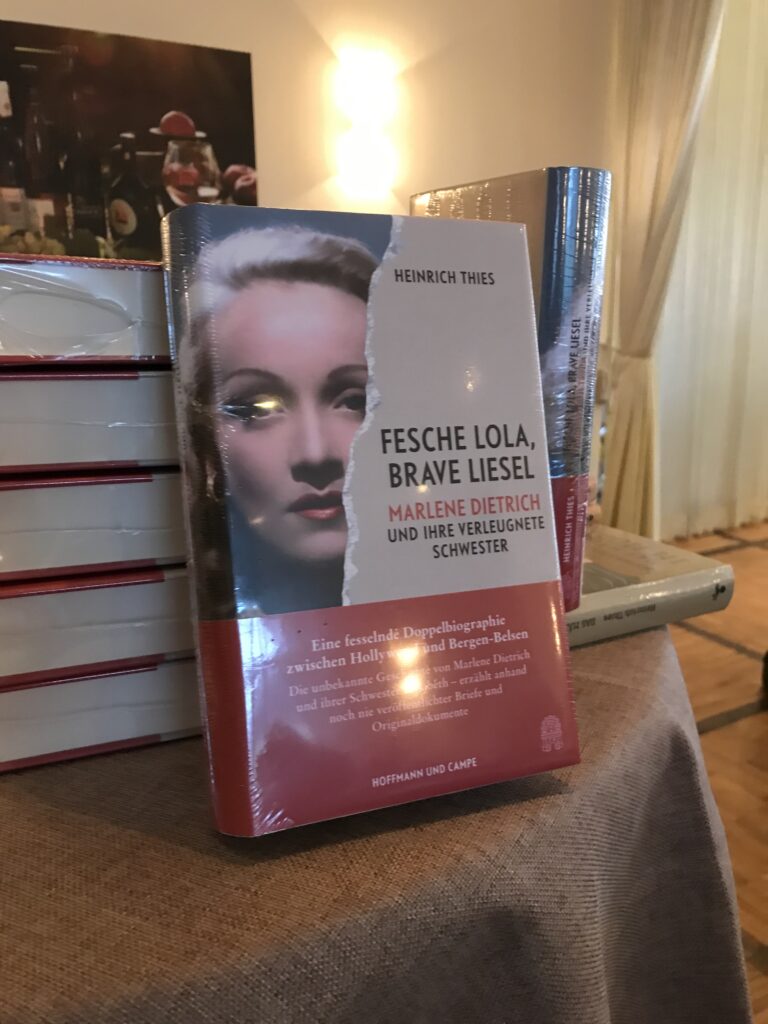 HEINRICH THIES
FESCHE LOLA,
BRAVE LIESEL
MARLENE DIETRICH
UND IHRE VERLEUGNETE
SCHWESTER
Eine fesselnde Doppelbiographie
zwischen Hollywood und Bergen-Belsen
Die unbekannte Geschichte von Marlene Dietrich
und ihrer Schwester Elisabeth – erzählt anhand
noch nie veröffentlichter Briefe und
Originaldokumente
HOFFMANN UND CAMPE
HEINRICH THIES
FESCHE LOLA, BRAVE LIESEL
Heinrich Thies